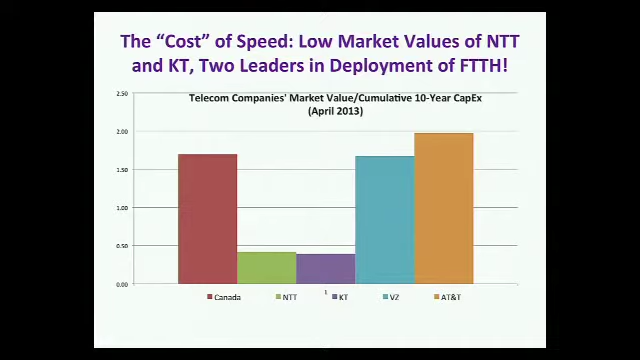 The “Cost” of Speed: Low Market Values of NTT
and KT, Two Leaders in Deployment of FTTH!
Telecom Companies' Market Value/Cumulative 10-Year CapEx
(April 2013)
2.50
2.00
1.50
1.00
0.50
0.00
1
Canada NTT KT VZ AT&T